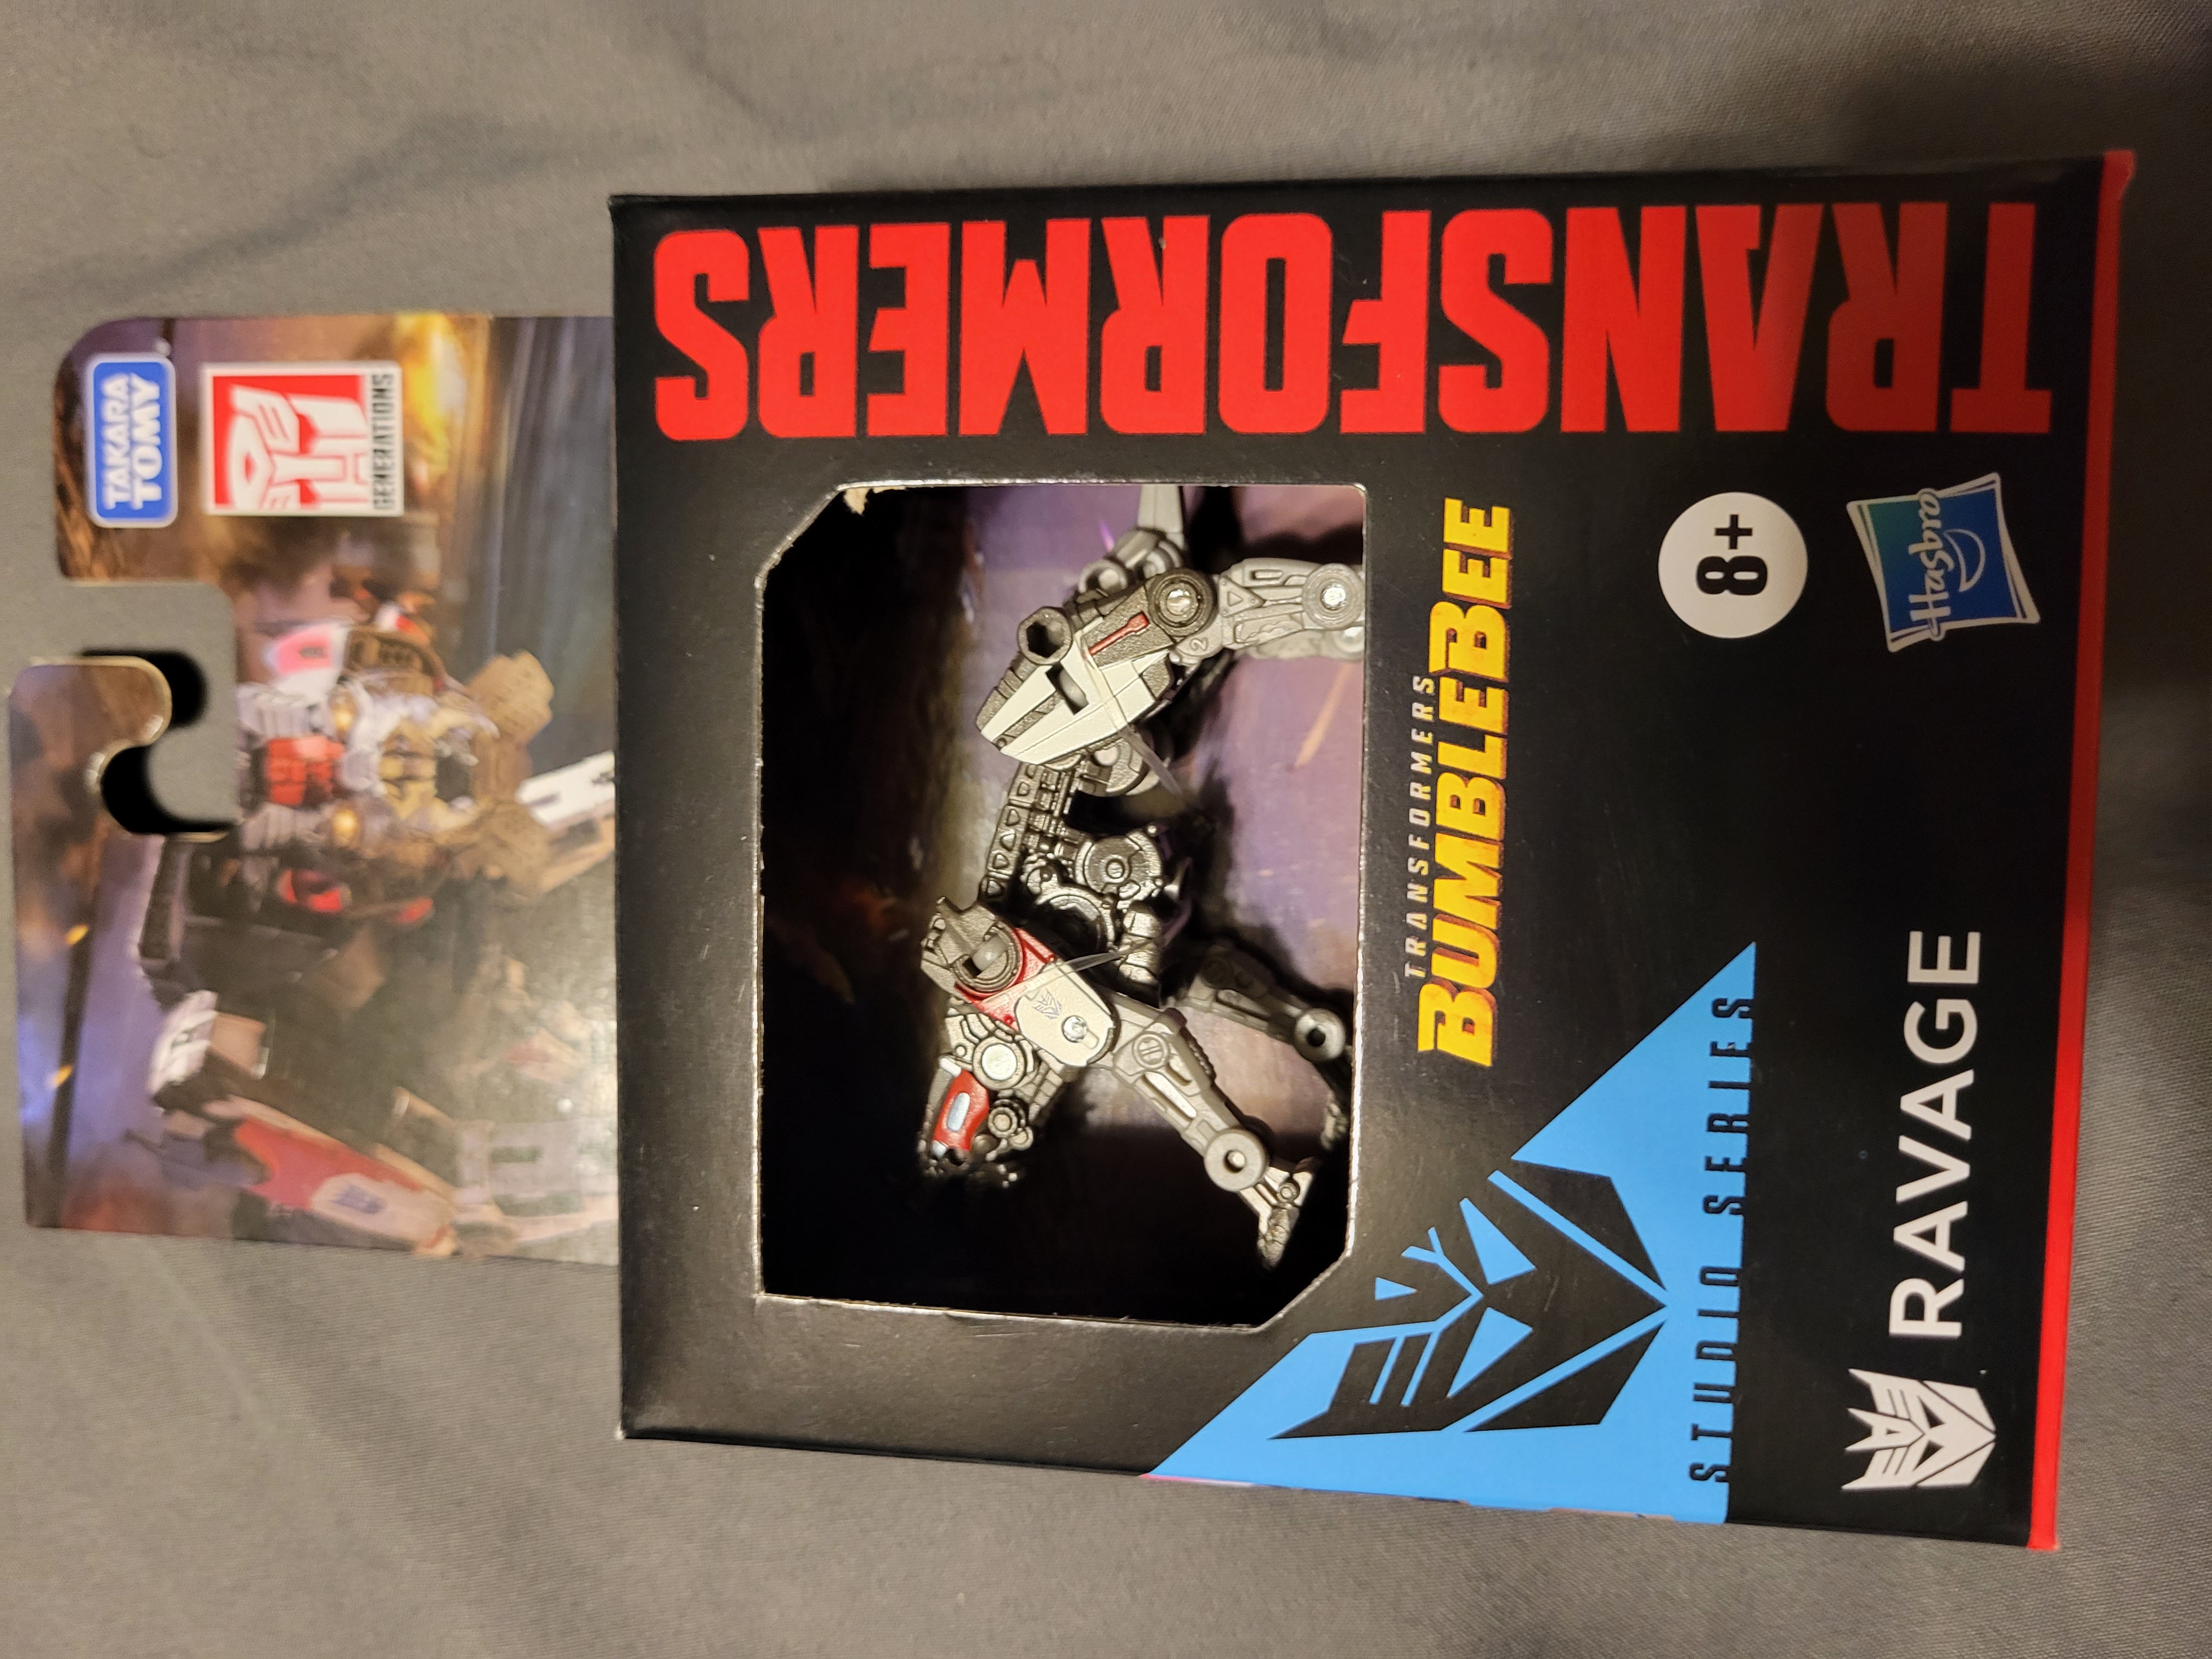 TAKARA
TOMY
GENERATIONS
TRANSFORMERS
TRANSFORMERS
BUMBLEBEE
STUDIO SERIES
8+
RAVAGE
Hasbro